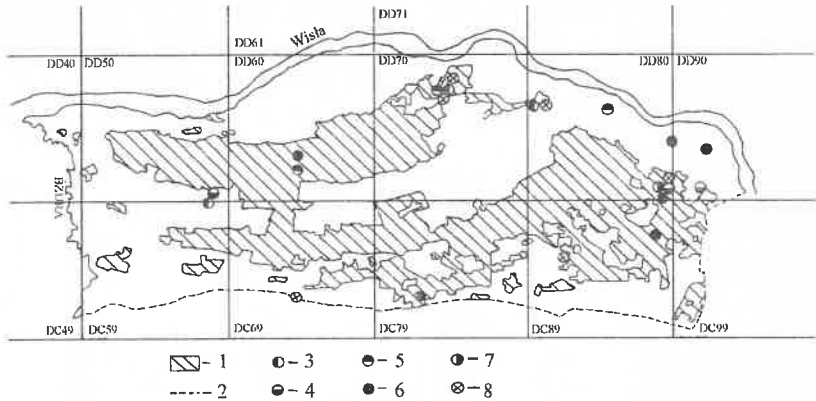 DD71
DD61 Wisła
DD40 DD50 DD60 DD70 DD80 DD90
BZURA
DC49 DC59 DC69 DC79 DC89 DC99
- 1 - 3 - 5 - 7
- 2 - 4 - 6 - 8